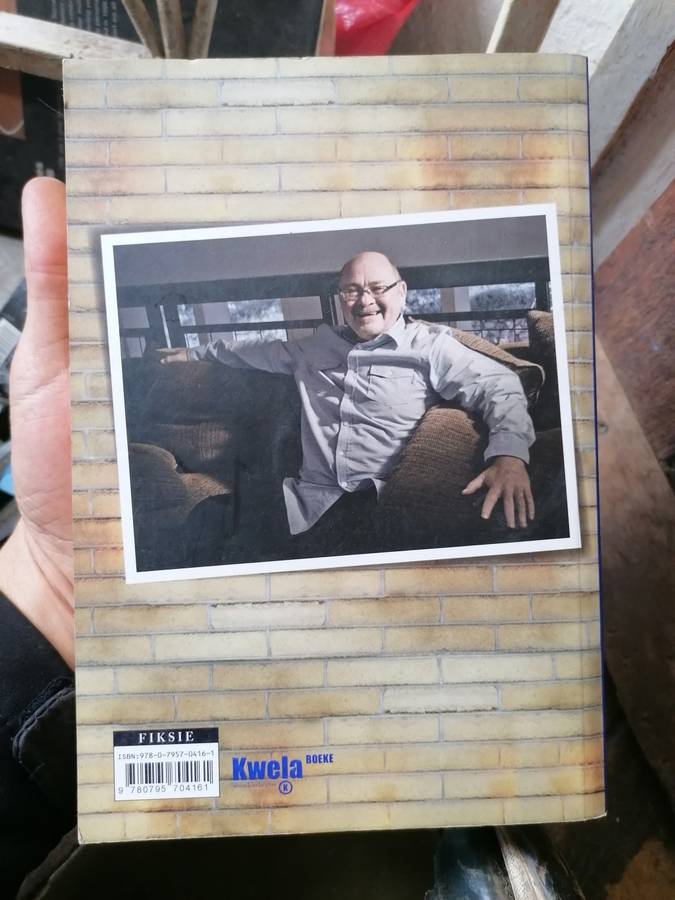 FIKSIE
ISBN:978-0-7957-0416-1
9 780795 704161
Kwela BOEKE
K